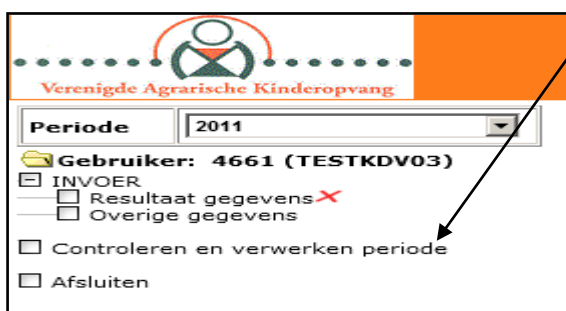 Verenigde Agrarische Kinderopvang
Periode 2011
Gebruiker: 4661 (TESTKDV03)
INVOER
Resultaat gegevens
Overige gegevens
Controleren en verwerken periode
Afsluiten